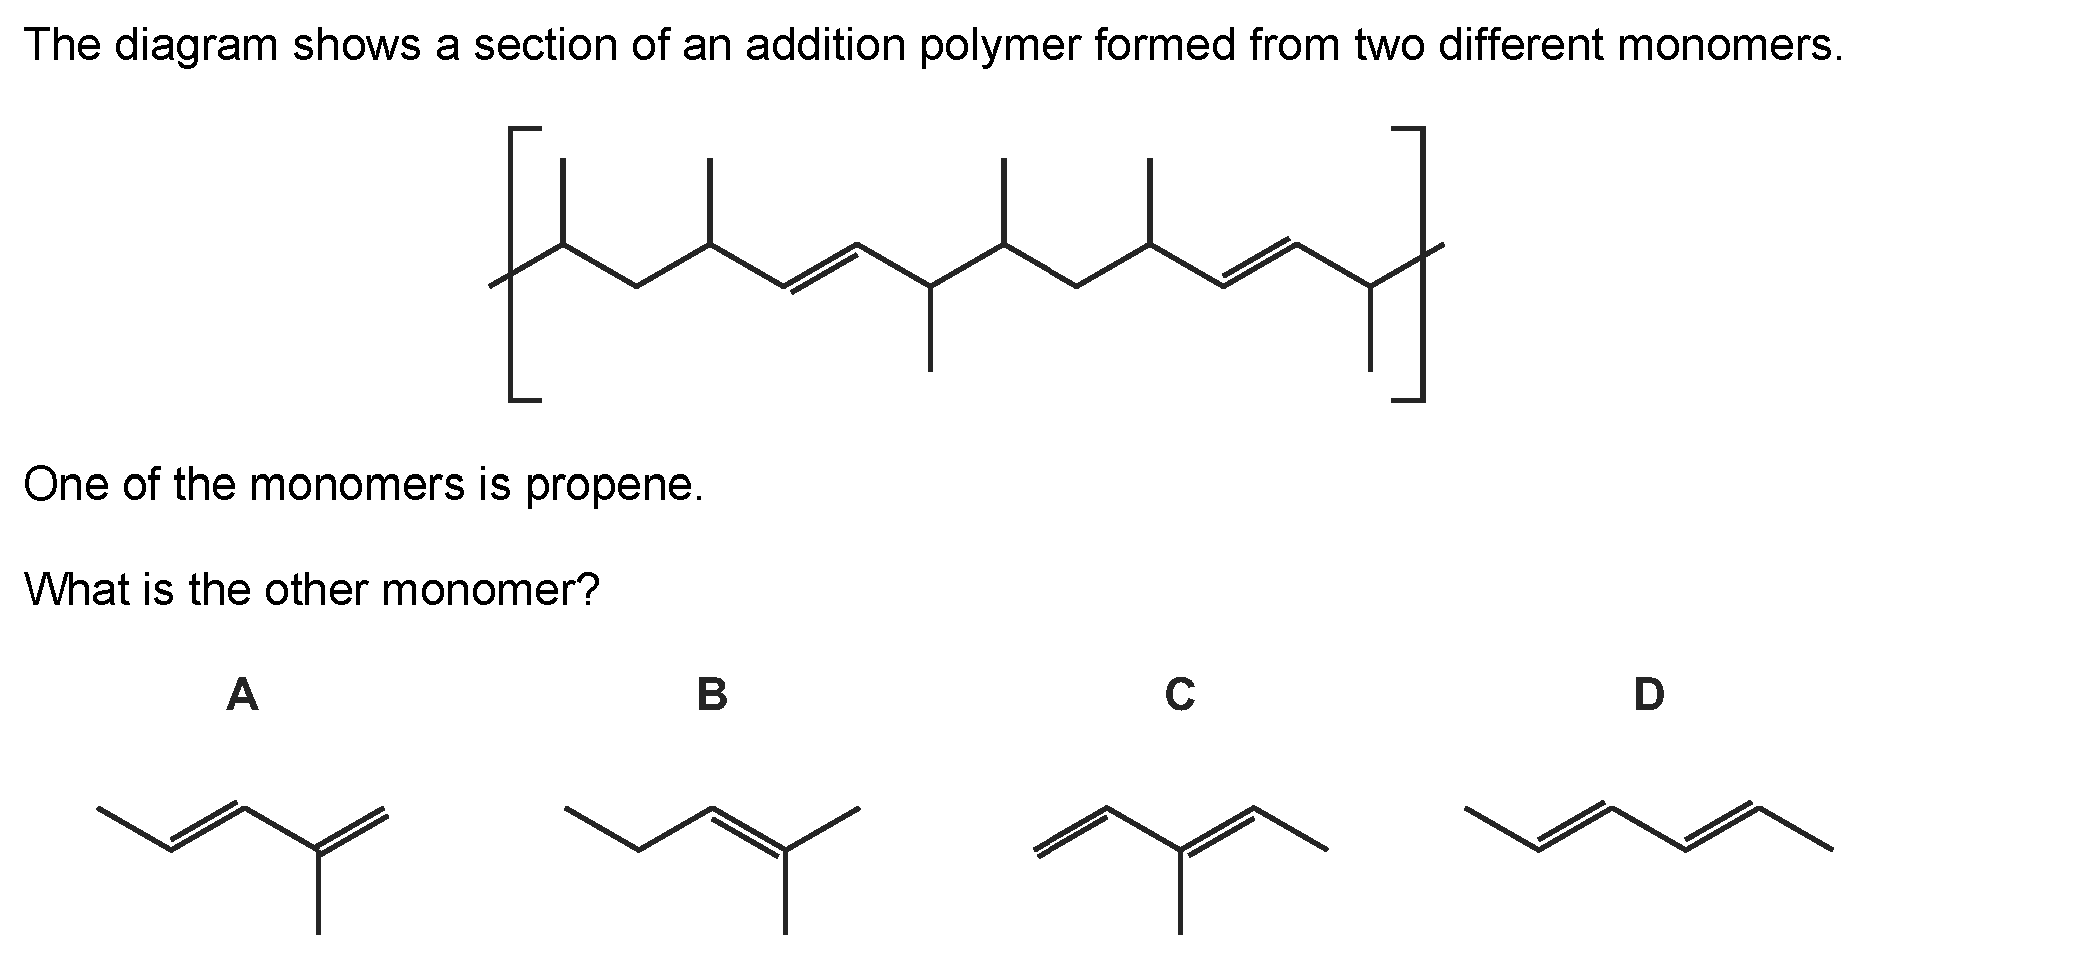 The diagram shows a section of an addition polymer formed from two different monomers.
One of the monomers is propene.
What is the other monomer?
A B C D